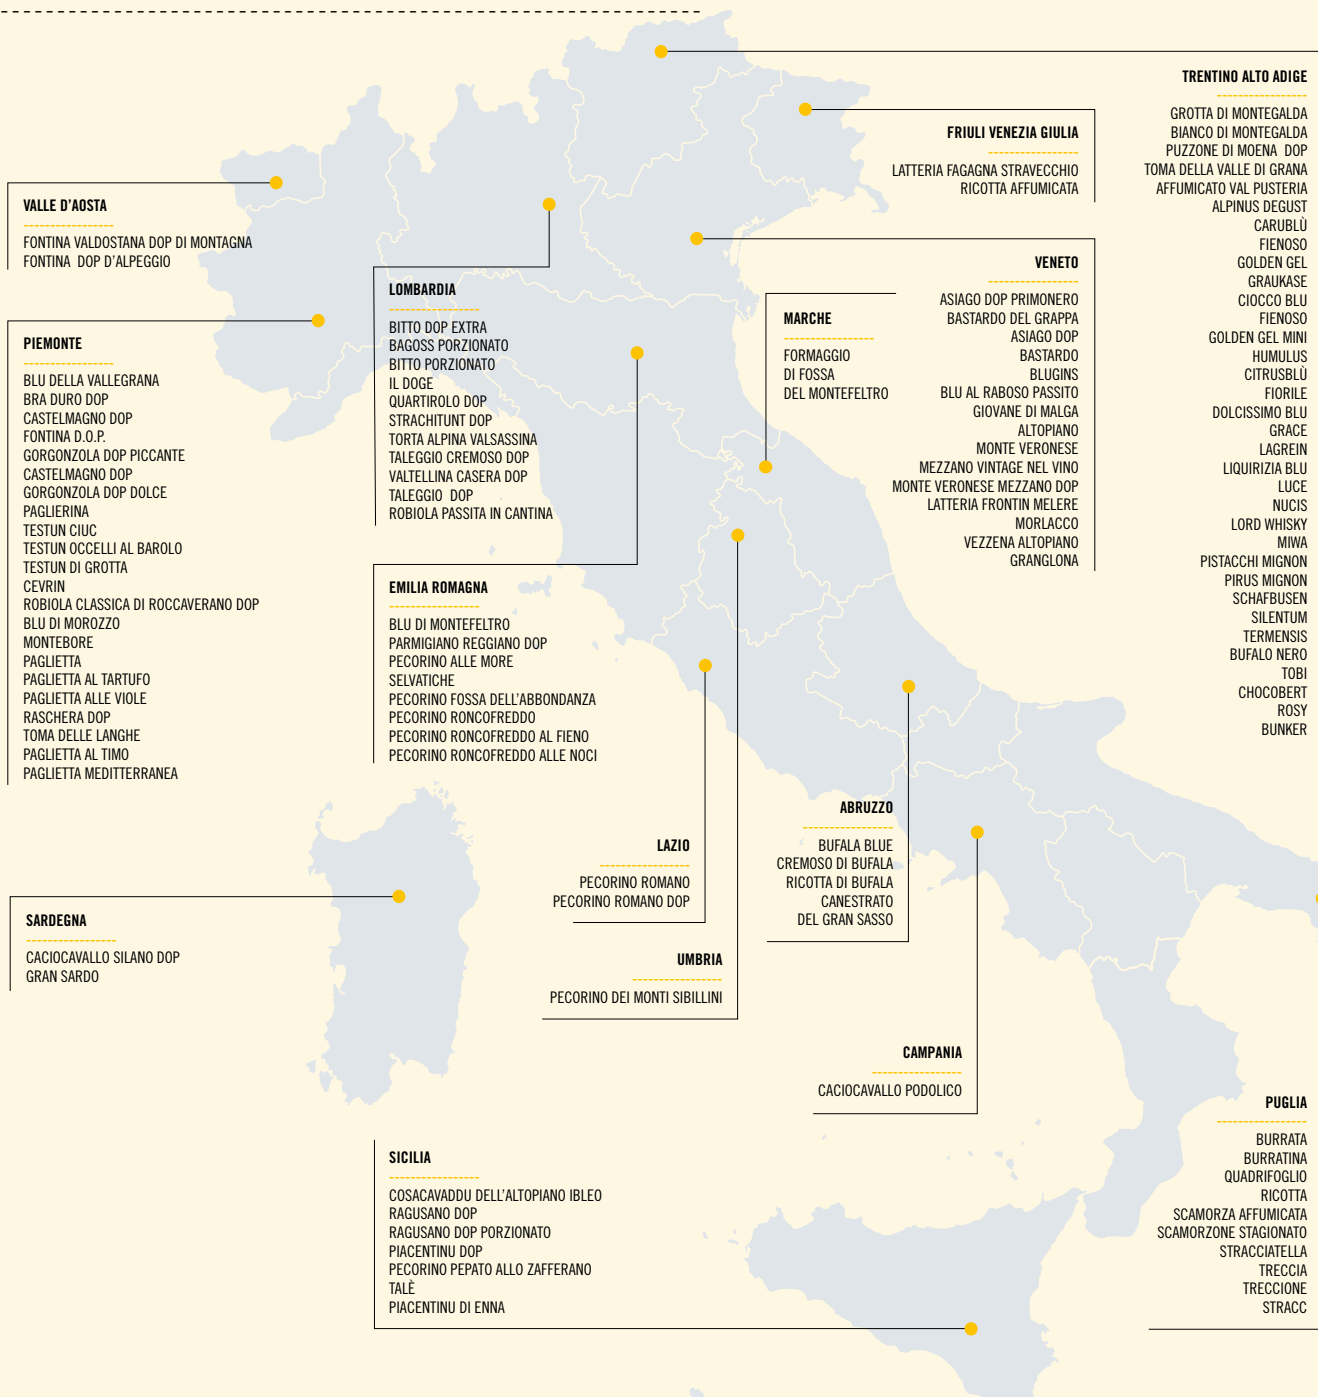 VALLE D'AOSTA
FONTINA VALDOSTANA DOP DI MONTAGNA
FONTINA  DOP D'ALPEGGIO
PIEMONTE
BLU DELLA VALLEGRANA
BRA DURO DOP
CASTELMAGNO DOP
FONTINA D.O.P.
GORGONZOLA DOP PICCANTE
CASTELMAGNO DOP
GORGONZOLA DOP DOLCE
PAGLIERINA
TESTUN CIUC
TESTUN OCCELLI AL BAROLO
TESTUN DI GROTTA
CEVRIN
ROBIOLA CLASSICA DI ROCCAVERANO DOP
BLU DI MOROZZO
MONTEBORE
PAGLIETTA
PAGLIETTA AL TARTUFO
PAGLIETTA ALLE VIOLE
RASCHERA DOP
TOMA DELLE LANGHE
PAGLIETTA AL TIMO
PAGLIETTA MEDITTERRANEA
SARDEGNA
CACIOCAVALLO SILANO DOP
GRAN SARDO
LOMBARDIA
BITTO DOP EXTRA
BAGOSS PORZIONATO
BITTO PORZIONATO
IL DOGE
QUARTIROLO DOP
STRACHITUNT DOP
TORTA ALPINA VALSASSINA
TALEGGIO CREMOSO DOP
VALTELLINA CASERA DOP
TALEGGIO  DOP
ROBIOLA PASSITA IN CANTINA
EMILIA ROMAGNA
BLU DI MONTEFELTRO
PARMIGIANO REGGIANO DOP
PECORINO ALLE MORE
SELVATICHE
PECORINO FOSSA DELL'ABBONDANZA
PECORINO RONCOFREDDO
PECORINO RONCOFREDDO AL FIENO
PECORINO RONCOFREDDO ALLE NOCI
LAZIO
PECORINO ROMANO
PECORINO ROMANO DOP
UMBRIA
PECORINO DEI MONTI SIBILLINI
SICILIA
COSACAVADDU DELL'ALTOPIANO IBLEO
RAGUSANO DOP
RAGUSANO DOP PORZIONATO
PIACENTINU DOP
PECORINO PEPATO ALLO ZAFFERANO
TALÈ
PIACENTINU DI ENNA
MARCHE
FORMAGGIO
DI FOSSA
DEL MONTEFELTRO
FRIULI VENEZIA GIULIA
LATTERIA FAGAGNA STRAVECCHIO
RICOTTA AFFUMICATA
VENETO
ASIAGO DOP PRIMONERO
BASTARDO DEL GRAPPA
ASIAGO DOP
BASTARDO
BLUGINS
BLU AL RABOSO PASSITO
GIOVANE DI MALGA
ALTOPIANO
MONTE VERONESE
MEZZANO VINTAGE NEL VINO
MONTE VERONESE MEZZANO DOP
LATTERIA FRONTIN MELERE
MORLACCO
VEZZENA ALTOPIANO
GRANGLONA
ABRUZZO
BUFALA BLUE
CREMOSO DI BUFALA
RICOTTA DI BUFALA
CANESTRATO
DEL GRAN SASSO
CAMPANIA
CACIOCAVALLO PODOLICO
TRENTINO ALTO ADIGE
GROTTA DI MONTEGALDA
BIANCO DI MONTEGALDA
PUZZONE DI MOENA  DOP
TOMA DELLA VALLE DI GRANA
AFFUMICATO VAL PUSTERIA
ALPINUS DEGUST
CARUBLÙ
FIENOSO
GOLDEN GEL
GRAUKASE
CIOCCO BLU
FIENOSO
GOLDEN GEL MINI
HUMULUS
CITRUSBLÙ
FIORILE
DOLCISSIMO BLU
GRACE
LAGREIN
LIQUIRIZIA BLU
LUCE
NUCIS
LORD WHISKY
MIWA
PISTACCHI MIGNON
PIRUS MIGNON
SCHAFBUSEN
SILENTUM
TERMENSIS
BUFALO NERO
TOBI
CHOCOBERT
ROSY
BUNKER
PUGLIA
BURRATA
BURRATINA
QUADRIFOGLIO
RICOTTA
SCAMORZA AFFUMICATA
SCAMORZONE STAGIONATO
STRACCIATELLA
TRECCIA
TRECCIONE
STRACC